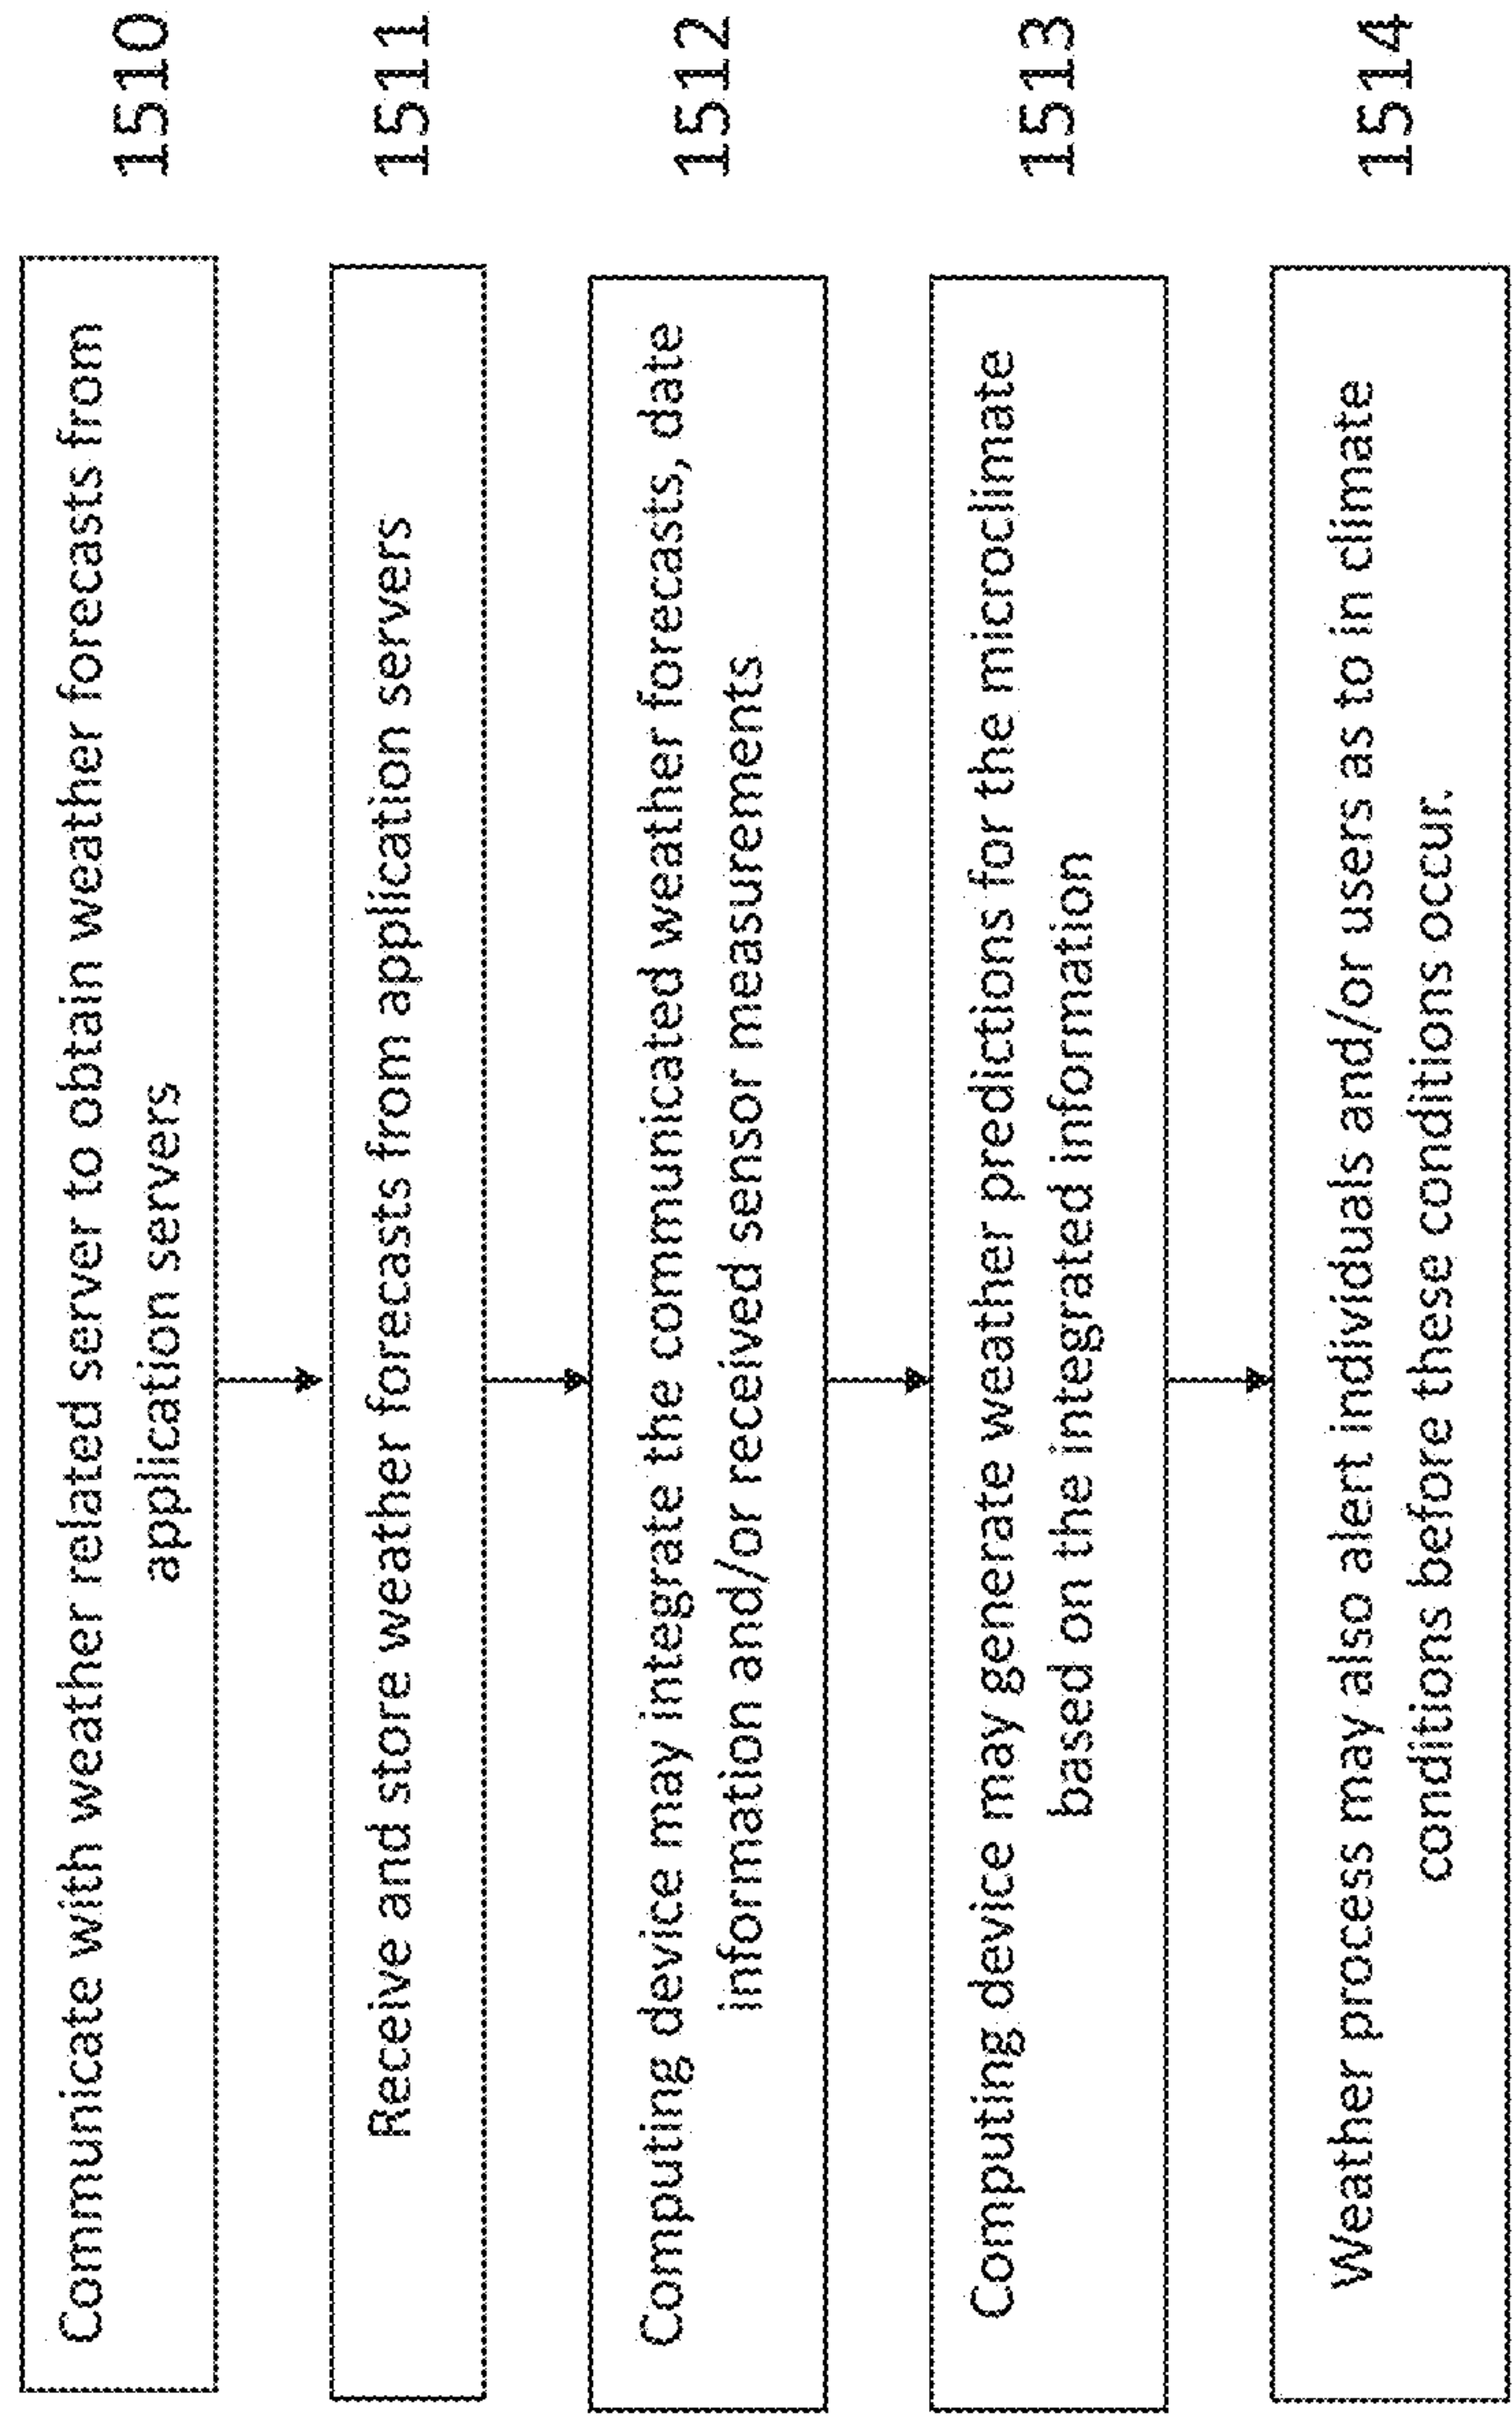 Communicate with weather related server to obtain weather forecasts from
application servers
1510
Receive and store weather forecasts from application servers
1511
Computing device may integrate the communicated weather forecasts, date
information and/or received sensor measurements
1512
Computing device may generate weather predictions for the microclimate
based on the integrated information
1513
Weather process may also alert individuals and/or users as to in climate
conditions before these conditions occur.
1514